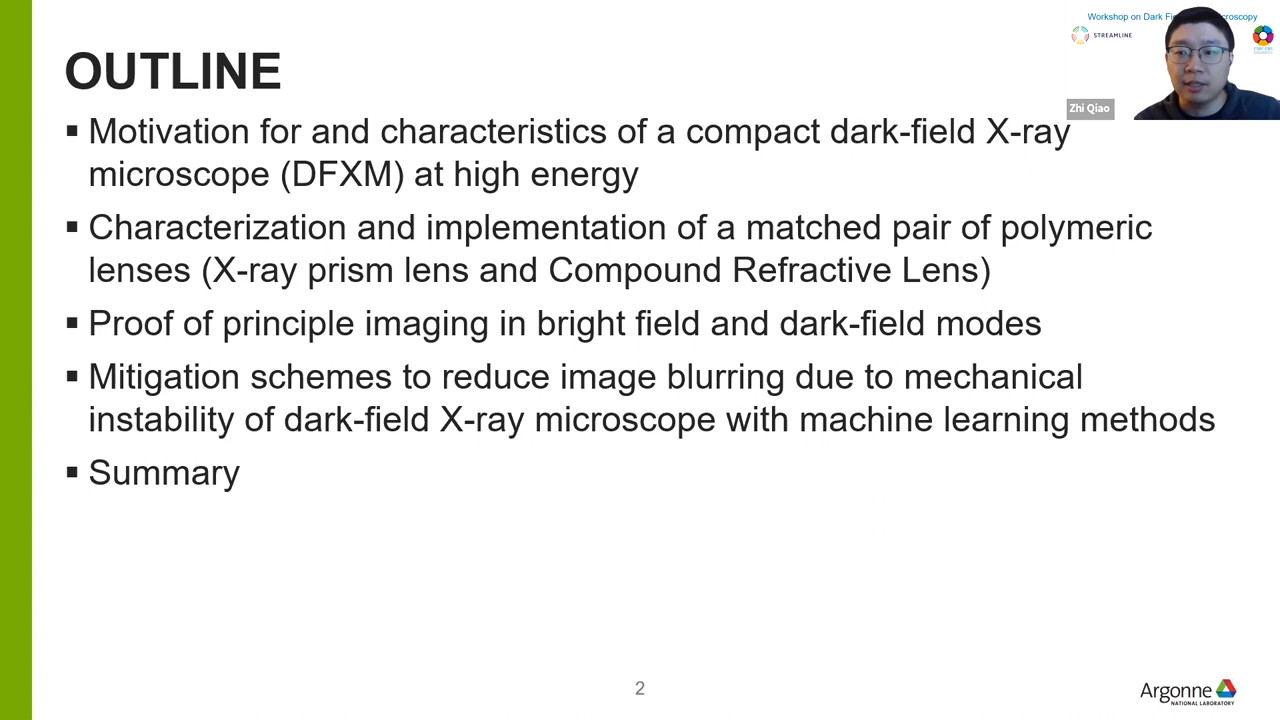 Workshop on Dark Fi
croscopy
STREAMLINE
Zhi Qiao
OUTLINE
▪ Motivation for and characteristics of a compact dark-field X-ray
microscope (DFXM) at high energy
▪ Characterization and implementation of a matched pair of polymeric
lenses (X-ray prism lens and Compound Refractive Lens)
▪ Proof of principle imaging in bright field and dark-field modes
▪ Mitigation schemes to reduce image blurring due to mechanical
instability of dark-field X-ray microscope with machine learning methods
▪ Summary
2
Argonne
NATIONAL LABORATORY